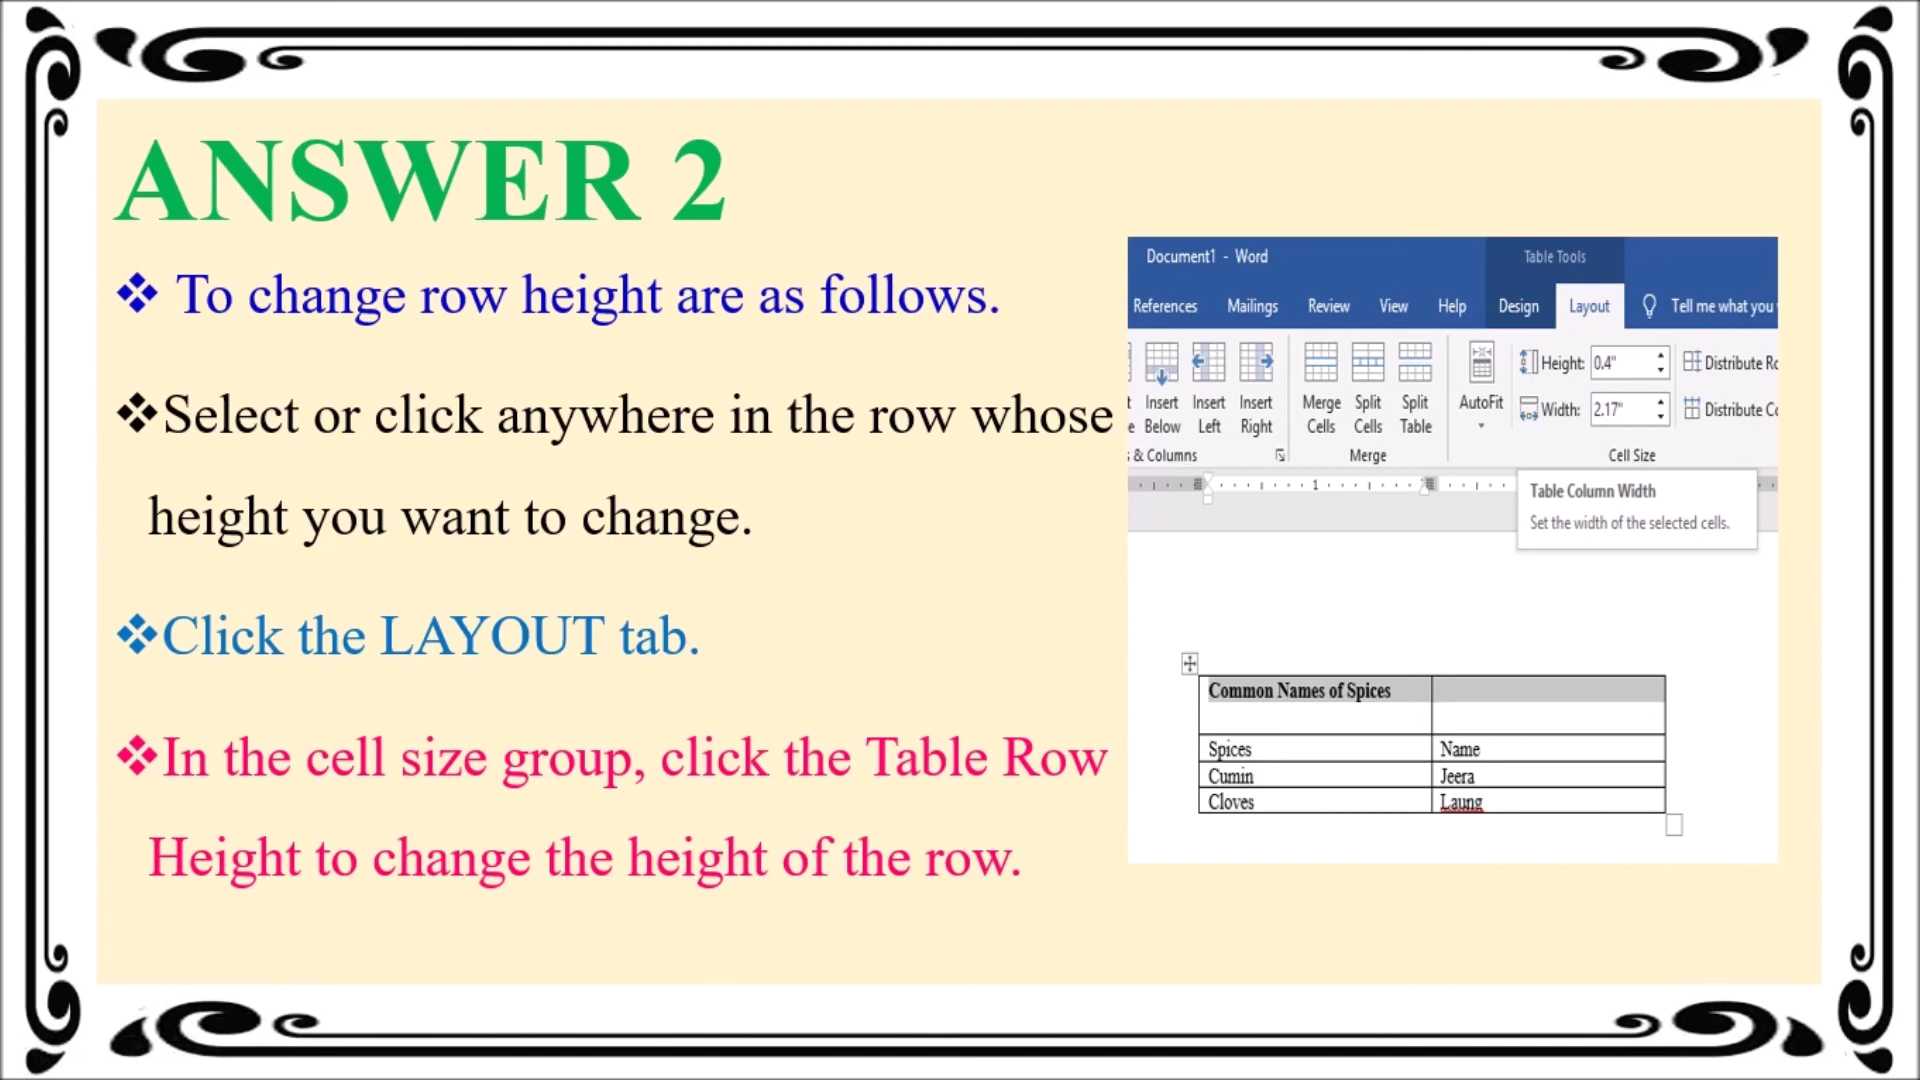 ANSWER 2
❖ To change row height are as follows.
❖Select or click anywhere in the row whose
height you want to change.
❖Click the LAYOUT tab.
❖In the cell size group, click the Table Row
Height to change the height of the row.
Document1 - Word
Table Tools
References Mailings Review View Help Design Layout Tell me what you
Insert Below
Insert Left
Insert Right
Merge Cells
Split Cells
Split Table
AutoFit
Height: 0.4"
Width: 2.17"
Distribute Ro
Distribute Co
s & Columns
Merge
Cell Size
1
Table Column Width
Set the width of the selected cells.
Common Names of Spices
Spices Name
Cumin Jeera
Cloves Laung